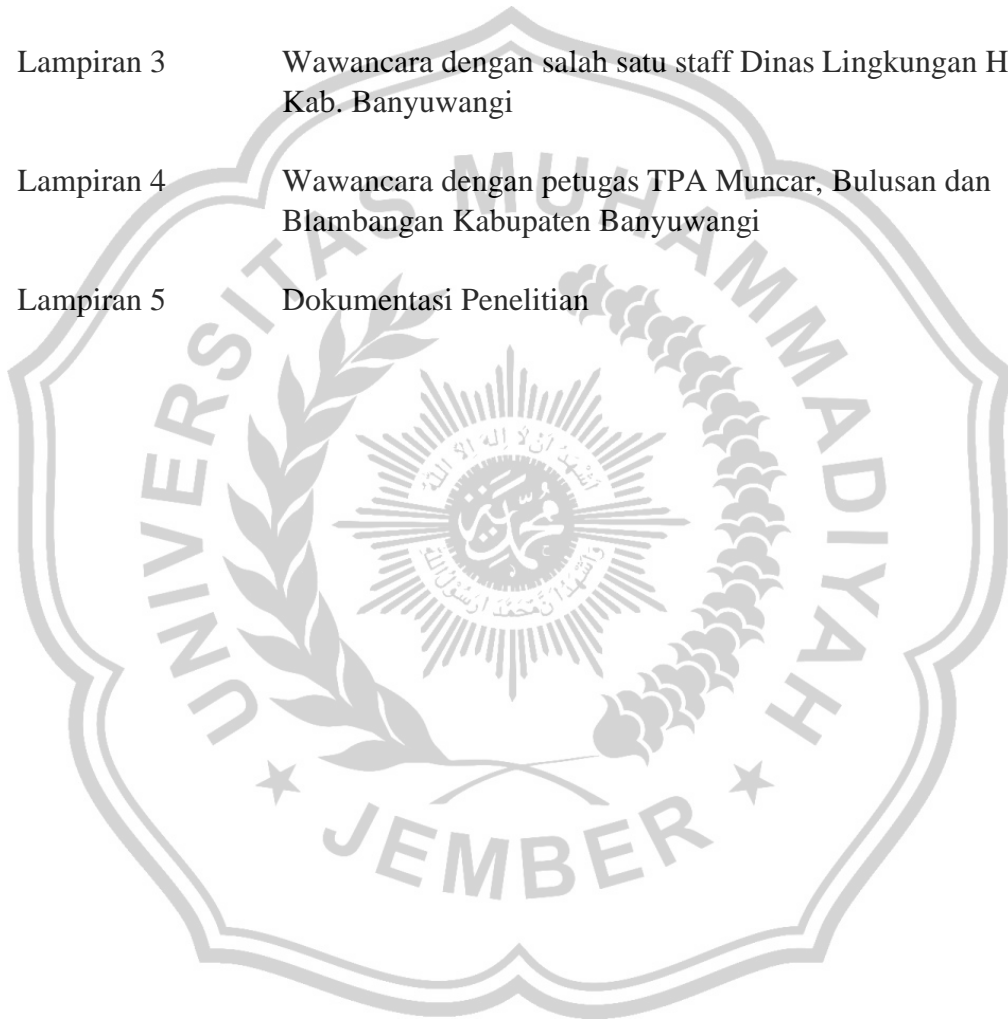 Lampiran 3 Wawancara dengan salah satu staff Dinas Lingkungan H
Kab. Banyuwangi
Lampiran 4 Wawancara dengan petugas TPA Muncar, Bulusan dan
Blambangan Kabupaten Banyuwangi
Lampiran 5 Dokumentasi Penelitian
UNIVERSITAS MUHAMMADIYAH
JEMBER